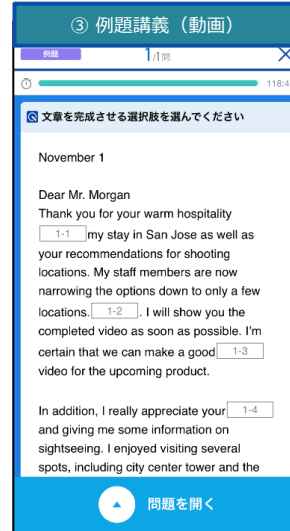 ③ 例題講義（動画）
例題
1/1問
118:4
文章を完成させる選択肢を選んでください
November 1
Dear Mr. Morgan
Thank you for your warm hospitality
1-1 my stay in San Jose as well as
your recommendations for shooting
locations. My staff members are now
narrowing the options down to only a few
locations. 1-2 . I will show you the
completed video as soon as possible. I'm
certain that we can make a good 1-3
video for the upcoming product.
In addition, I really appreciate your 1-4
and giving me some information on
sightseeing. I enjoyed visiting several
spots, including city center tower and the
問題を開く